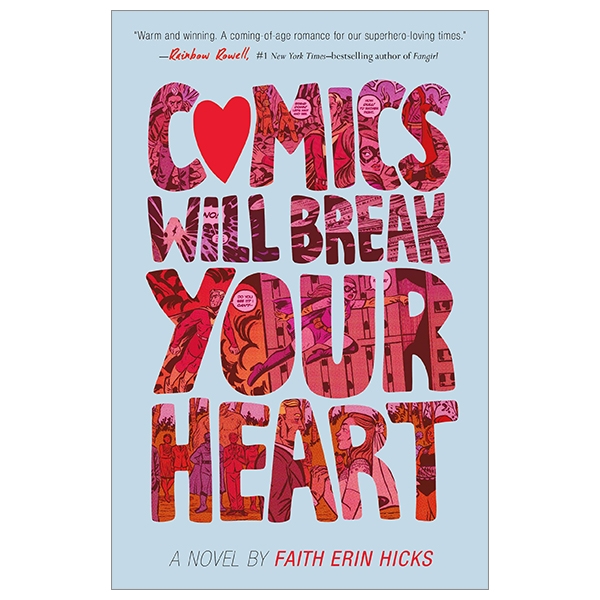 "Warm and winning. A coming-of-age romance for our superhero-loving times."
—Rainbow Rowell, #1 New York Times–bestselling author of Fangirl
COMICS
WILL BREAK
YOUR
HEART
A NOVEL BY FAITH ERIN HICKS